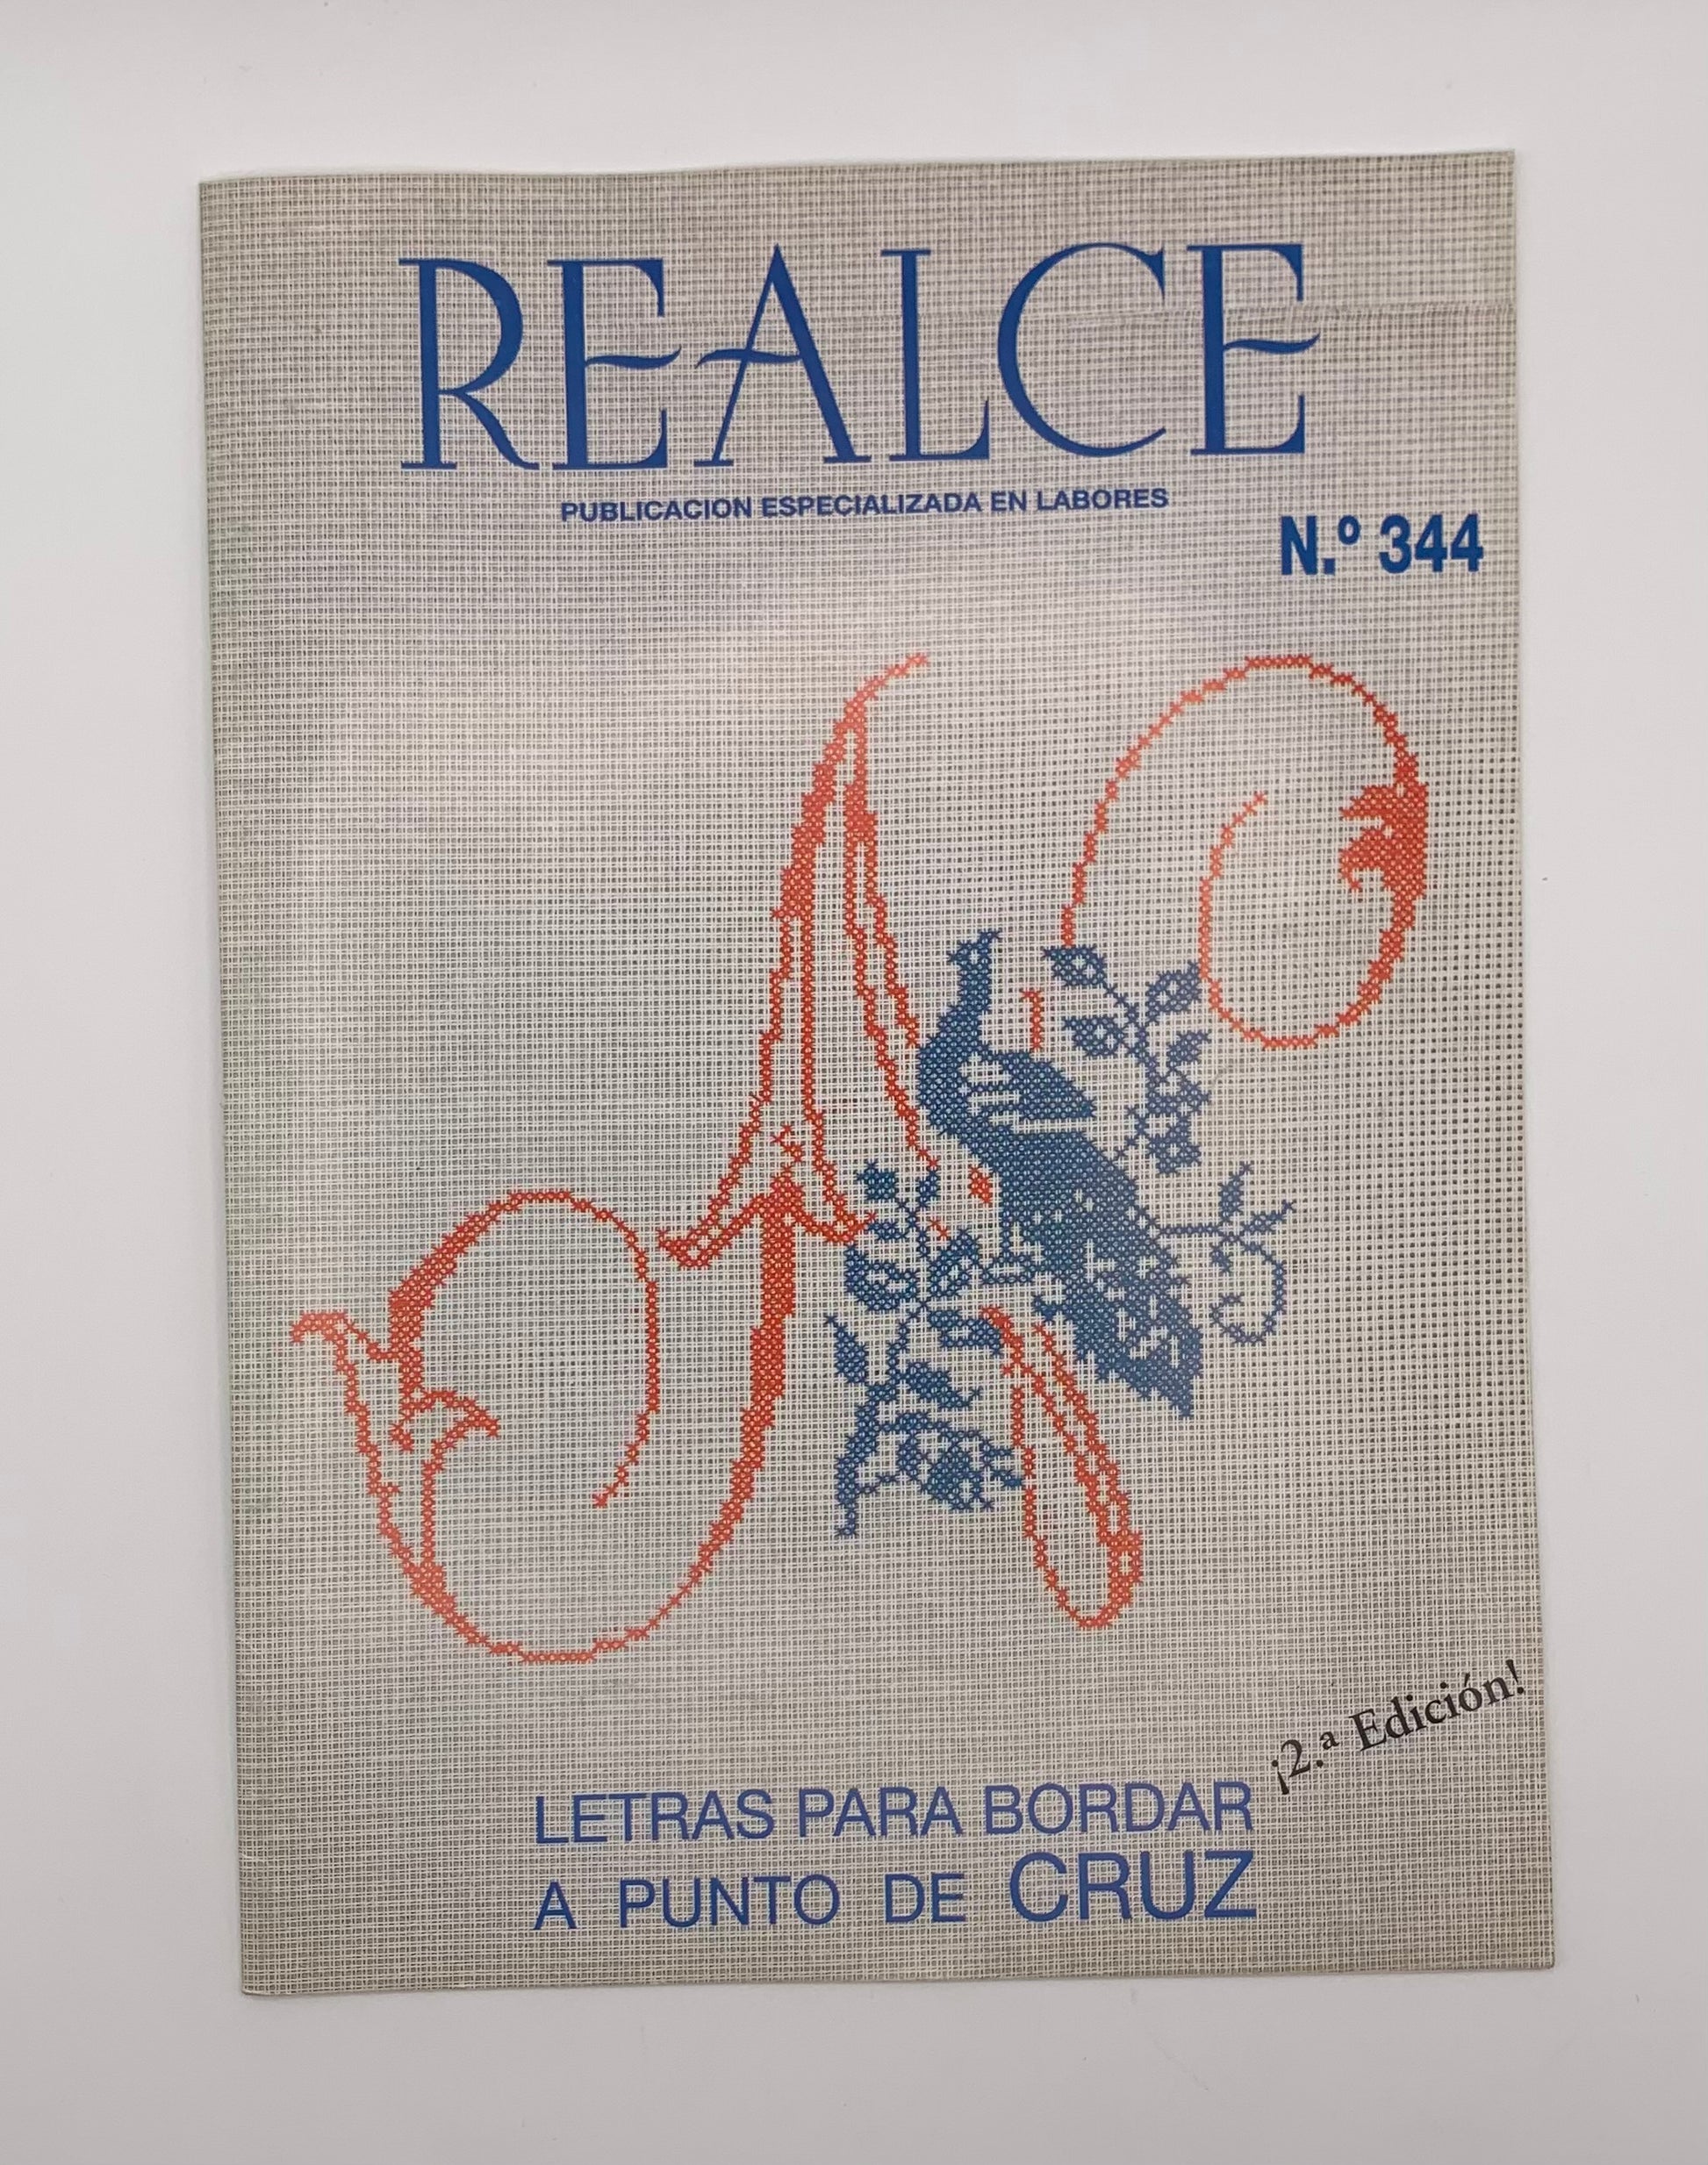 REALCE
PUBLICACION ESPECIALIZADA EN LABORES
N.º 344
¡2.ª Edición!
LETRAS PARA BORDAR
A PUNTO DE CRUZ